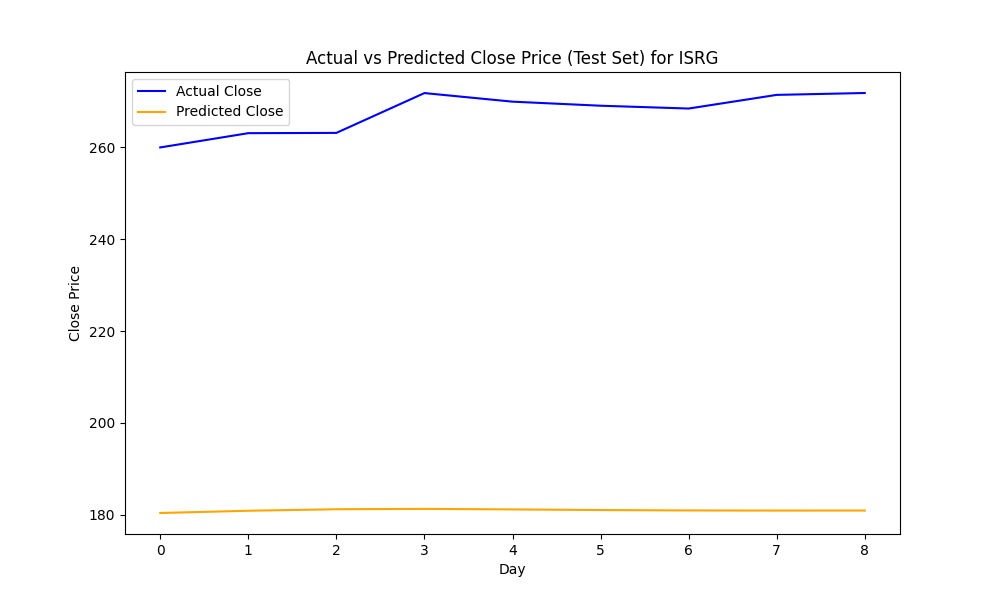 Actual vs Predicted Close Price (Test Set) for ISRG
Actual Close
Predicted Close
Close Price
260
240
220
200
180
0 1 2 3 4 5 6 7 8
Day